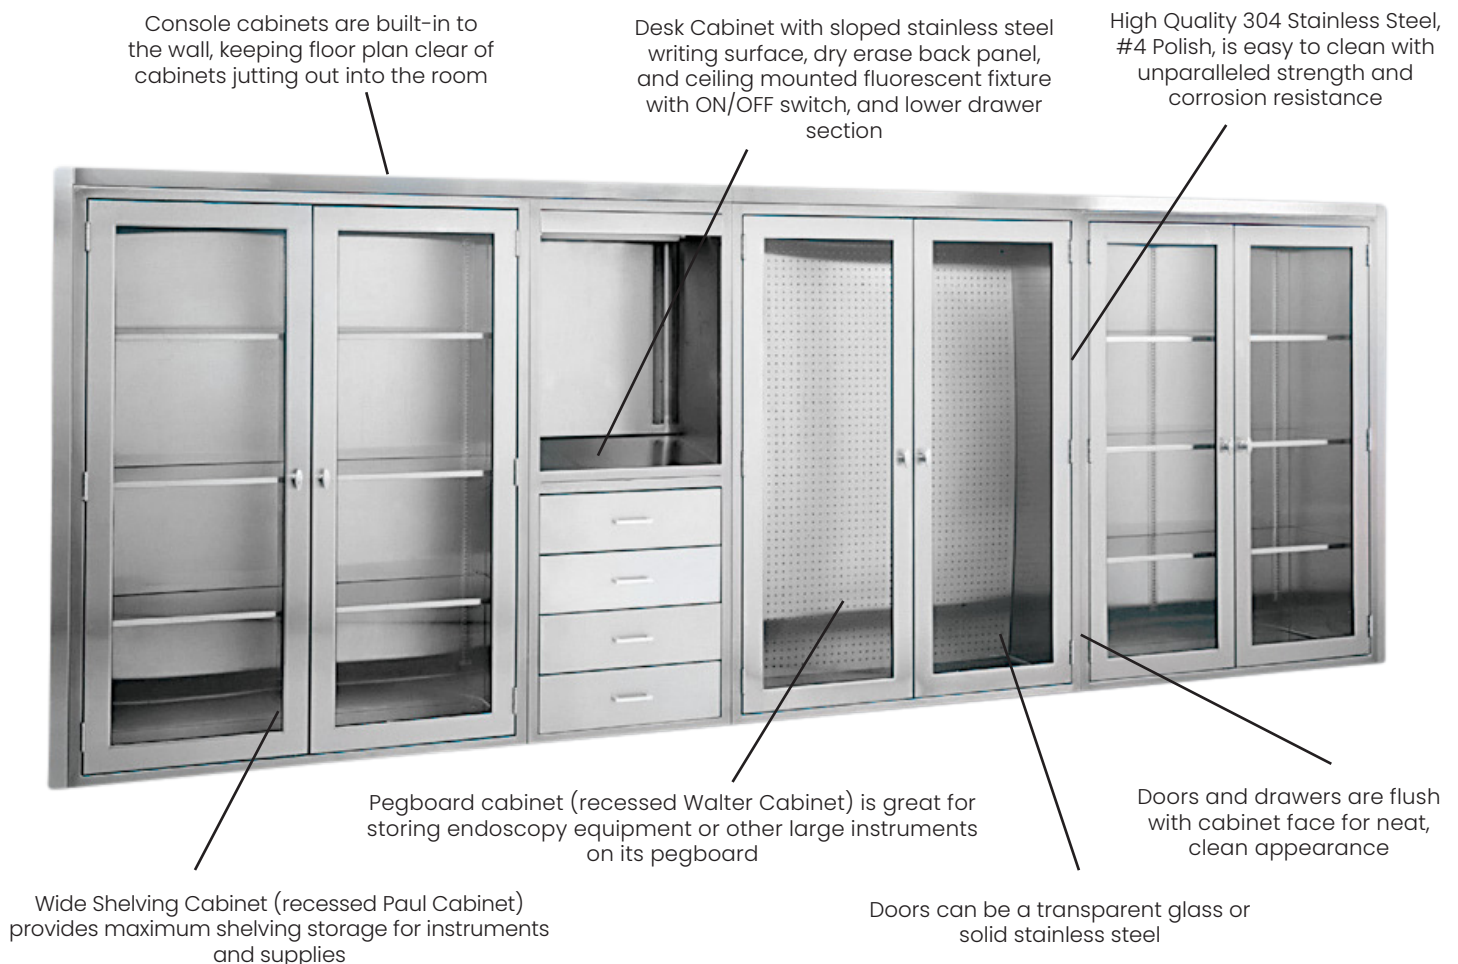 Console cabinets are built-in to
the wall, keeping floor plan clear of
cabinets jutting out into the room
Desk Cabinet with sloped stainless steel
writing surface, dry erase back panel,
and ceiling mounted fluorescent fixture
with ON/OFF switch, and lower drawer
section
High Quality 304 Stainless Steel,
#4 Polish, is easy to clean with
unparalleled strength and
corrosion resistance
Pegboard cabinet (recessed Walter Cabinet) is great for
storing endoscopy equipment or other large instruments
on its pegboard
Doors and drawers are flush
with cabinet face for neat,
clean appearance
Wide Shelving Cabinet (recessed Paul Cabinet)
provides maximum shelving storage for instruments
and supplies
Doors can be a transparent glass or
solid stainless steel